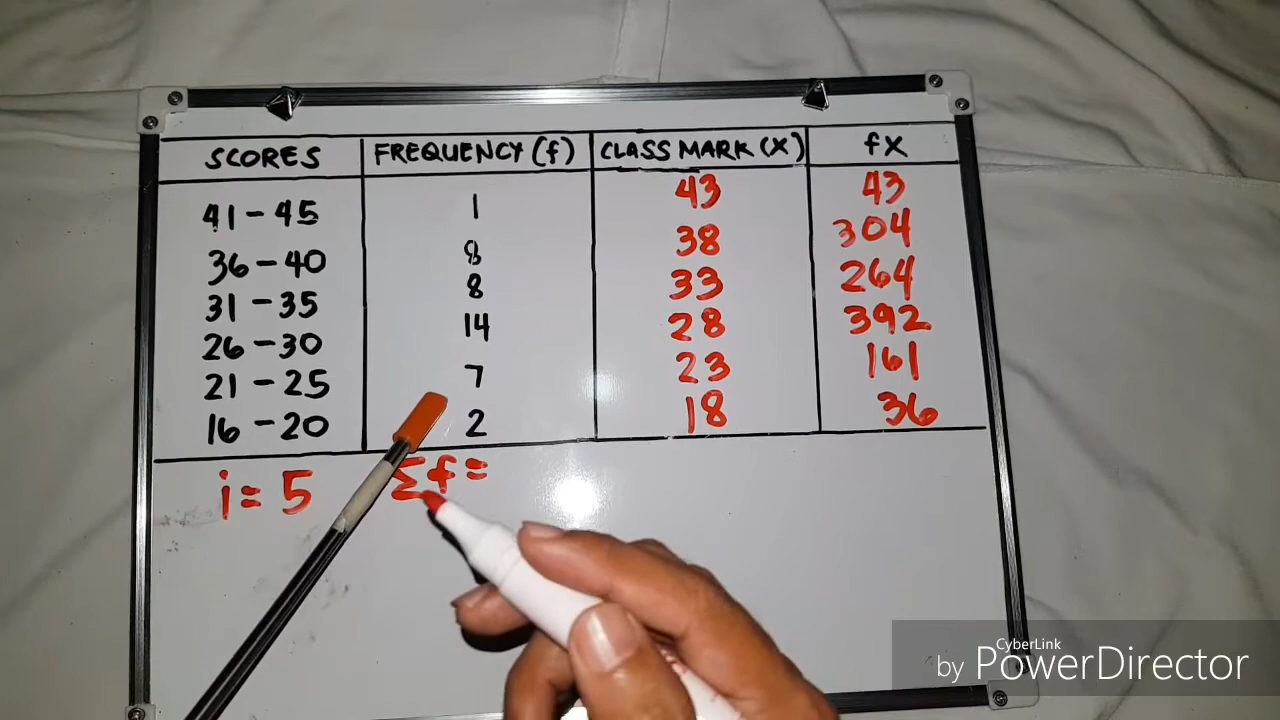 SCORES FREQUENCY (f) CLASS MARK (X) fX
41-45 1 43 43
36-40 8 38 304
31-35 8 33 264
26-30 14 28 392
21-25 7 23 161
16-20 2 18 36
i=5 Σf=
CyberLink
by PowerDirector